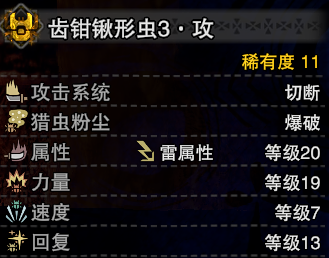 齿钳锹形虫3·攻
稀有度 11
攻击系统 切断
猎虫粉尘 爆破
属性 雷属性 等级20
力量 等级19
速度 等级7
回复 等级13